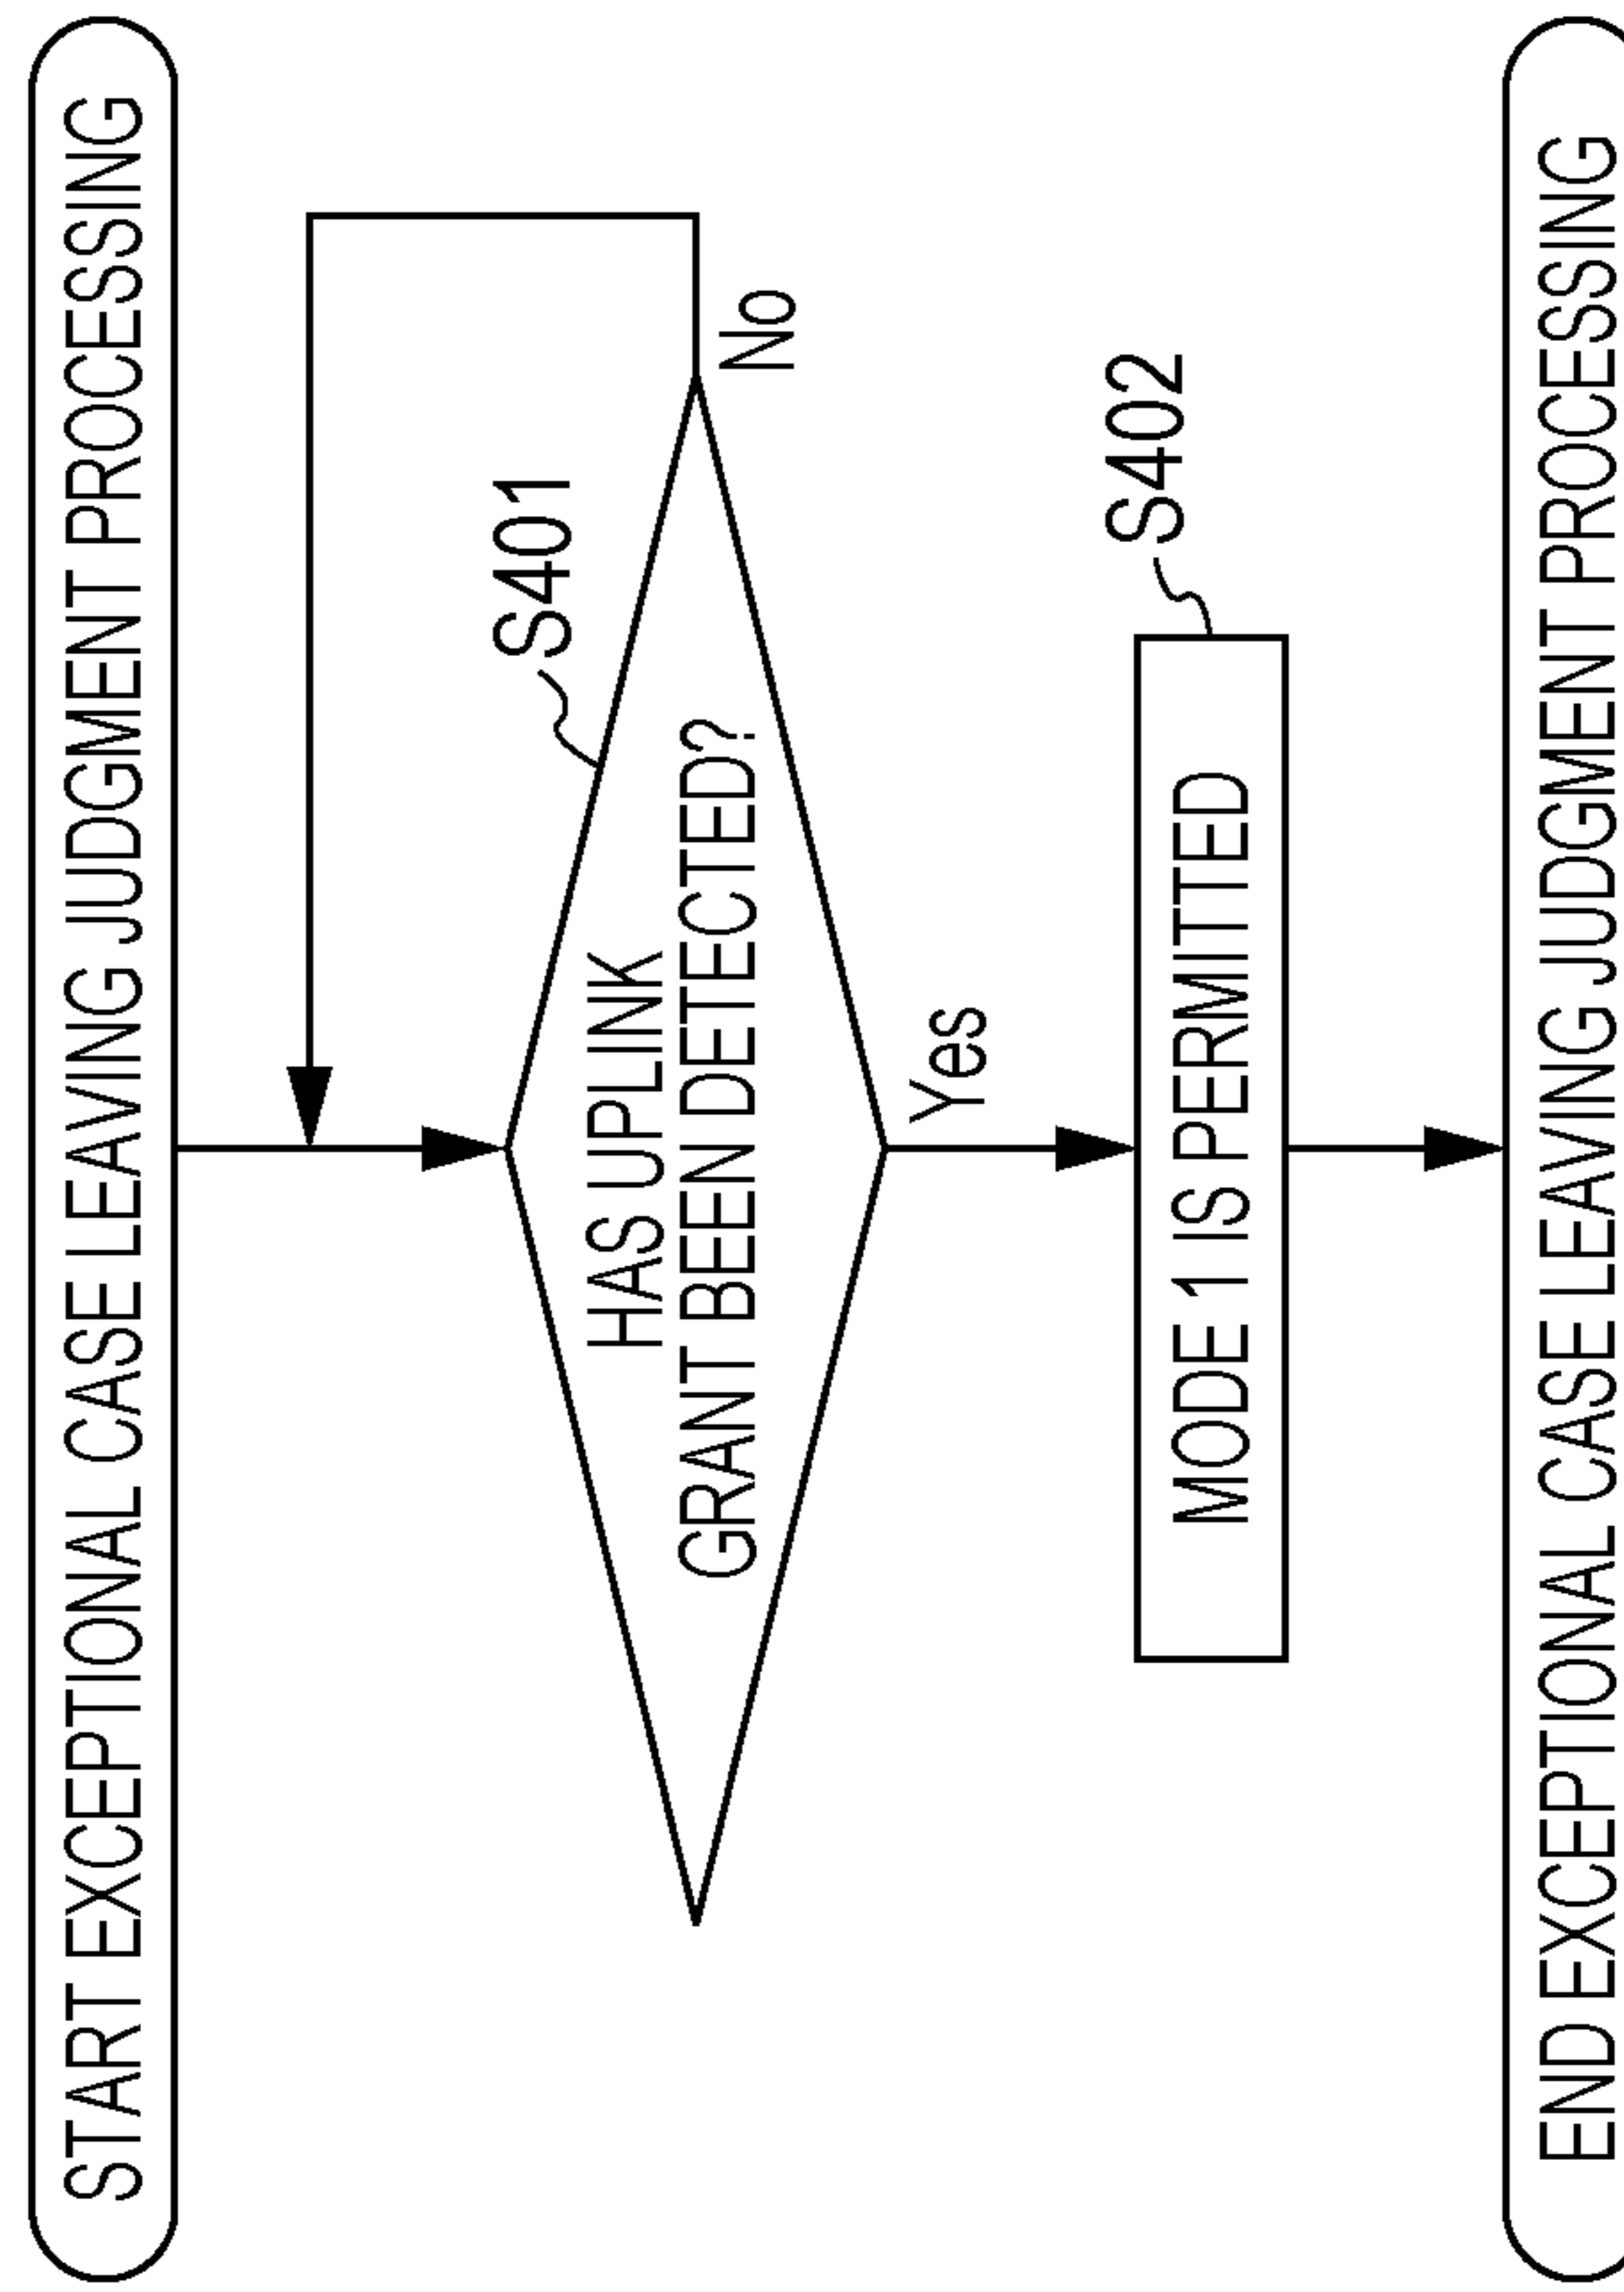 START EXCEPTIONAL CASE LEAVING JUDGMENT PROCESSING
S401
HAS UPLINK
GRANT BEEN DETECTED?
No
Yes
S402
MODE 1 IS PERMITTED
END EXCEPTIONAL CASE LEAVING JUDGMENT PROCESSING